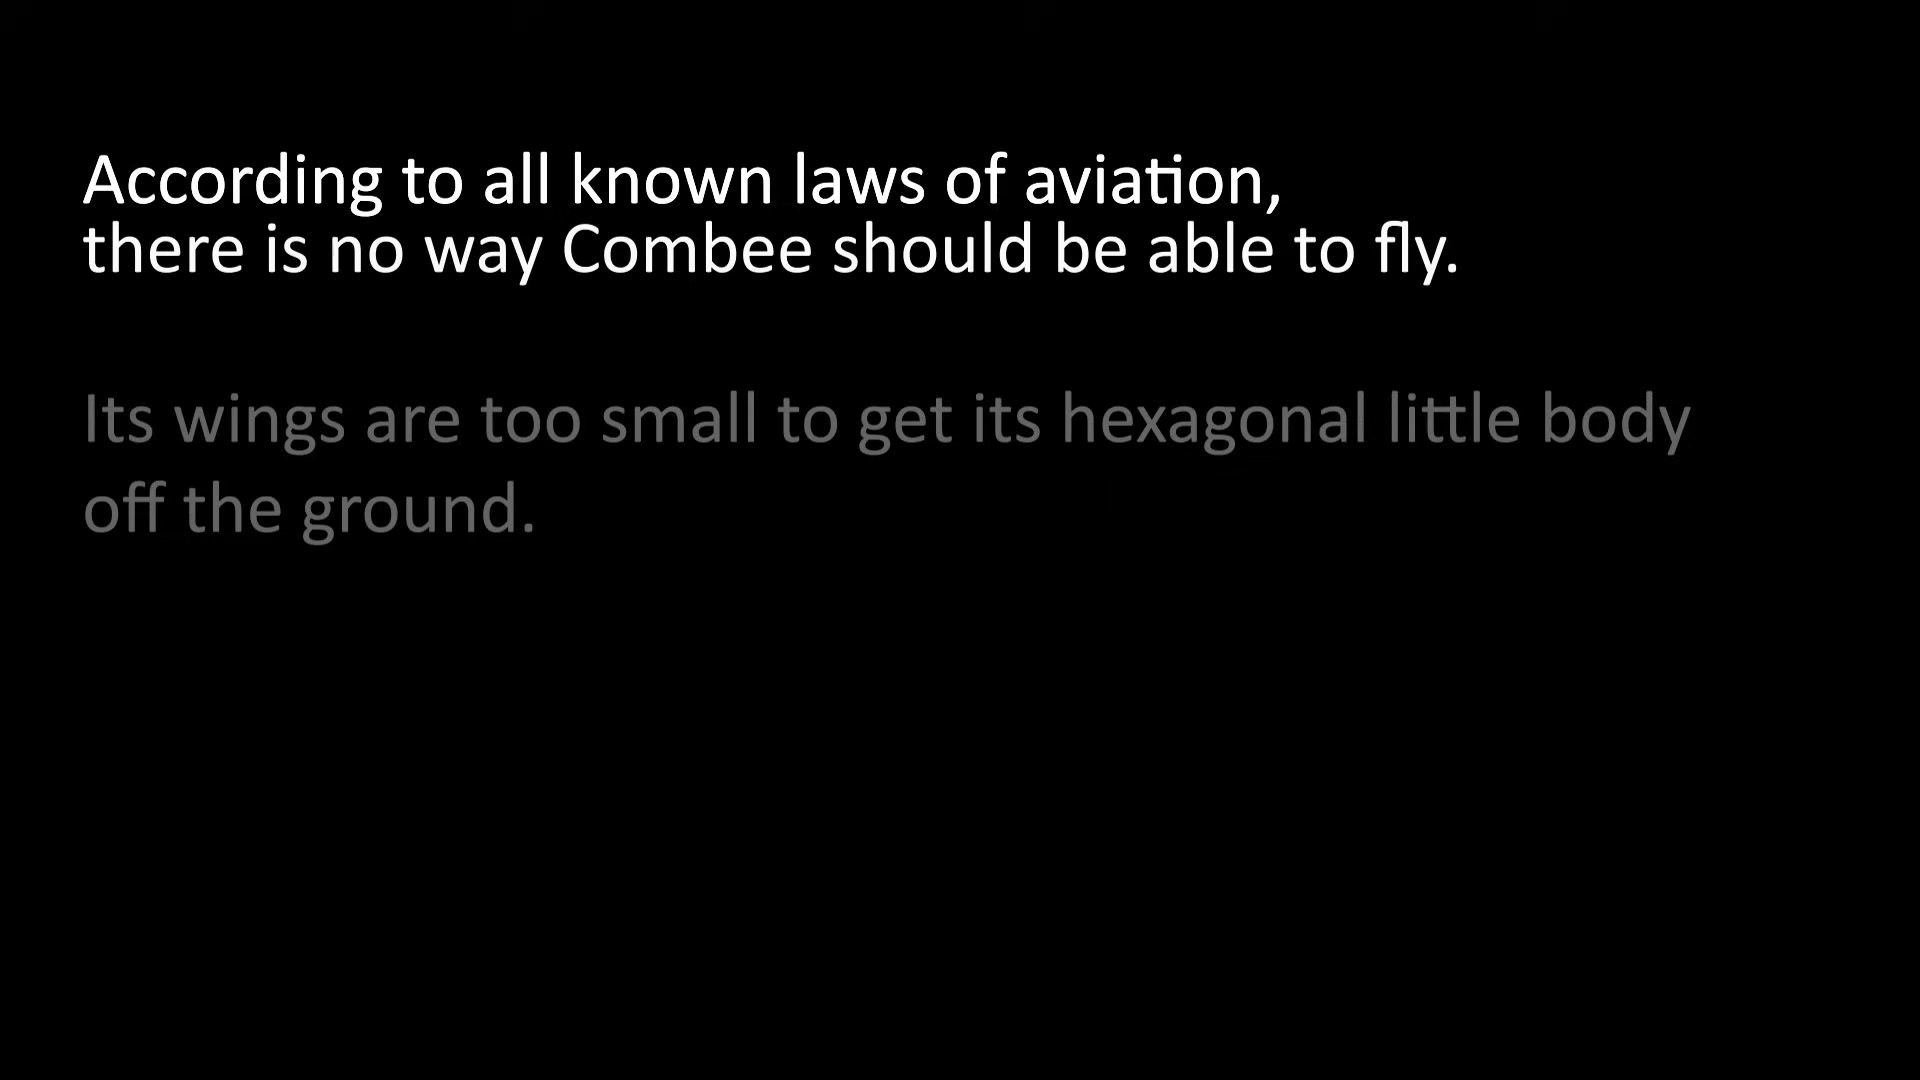 According to all known laws of aviation,
there is no way Combee should be able to fly.
Its wings are too small to get its hexagonal little body
off the ground.